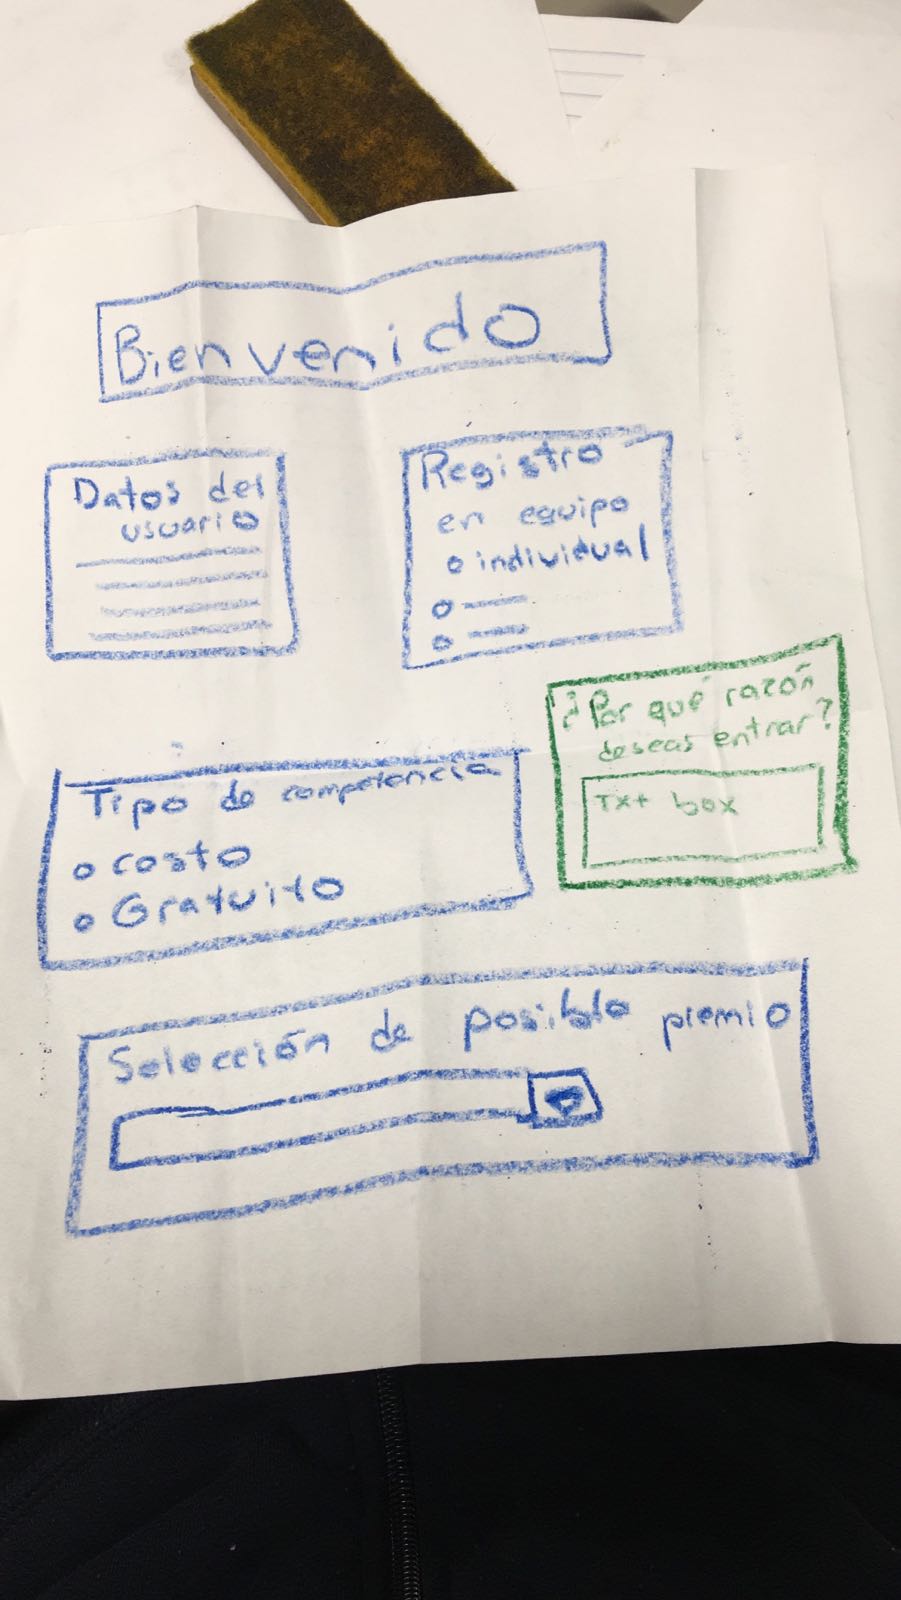 Bienvenido
Datos del
usuario
Registro
en equipo
o individual
Tipo de competencia
o costo
o Gratuito
¿Por qué razón
deseas entrar?
Txt box
Selección de posible premio